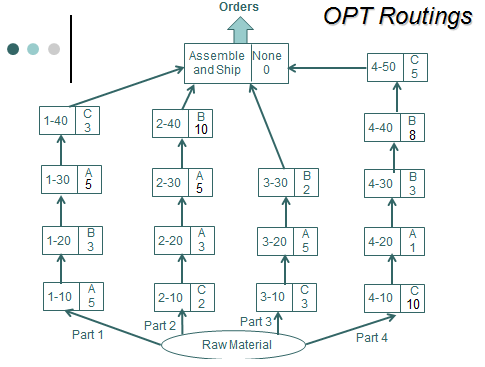 Orders
OPT Routings
Assemble and Ship
None 0
4-50 C 5
1-40 C 3
2-40 B 10
4-40 B 8
1-30 A 5
2-30 A 5
3-30 B 2
4-30 B 3
1-20 B 3
2-20 A 3
3-20 A 5
4-20 A 1
1-10 A 5
2-10 C 2
3-10 C 3
4-10 C 10
Part 1
Part 2
Part 3
Part 4
Raw Material